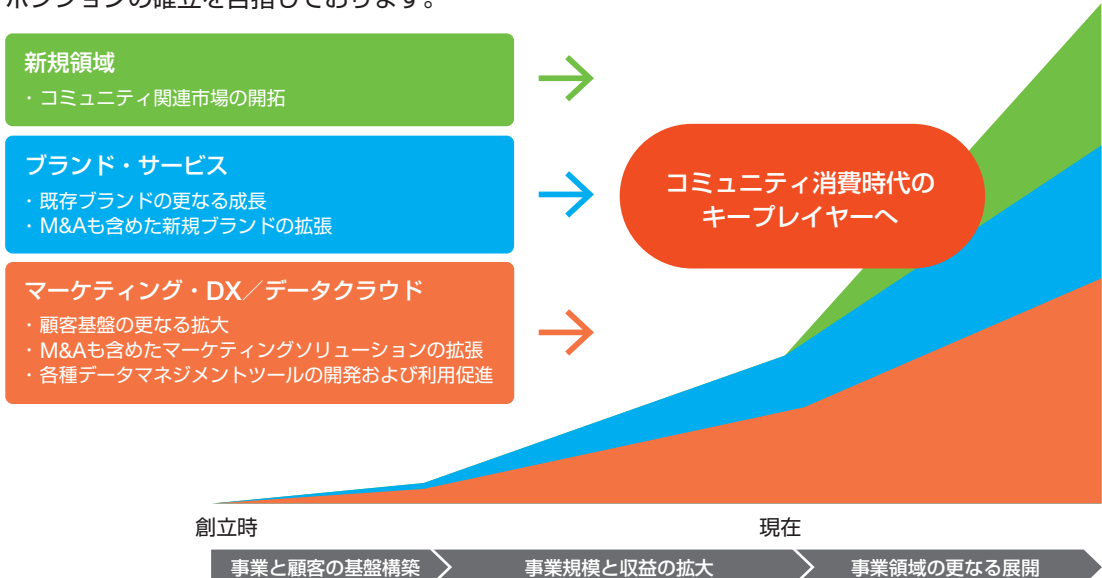 ポジションの確立を目指しております。
新規領域
・コミュニティ関連市場の開拓
ブランド・サービス
・既存ブランドの更なる成長
・M&Aも含めた新規ブランドの拡張
マーケティング・DX／データクラウド
・顧客基盤の更なる拡大
・M&Aも含めたマーケティングソリューションの拡張
・各種データマネジメントツールの開発および利用促進
コミュニティ消費時代の
キープレイヤーへ
創立時
現在
事業と顧客の基盤構築
事業規模と収益の拡大
事業領域の更なる展開